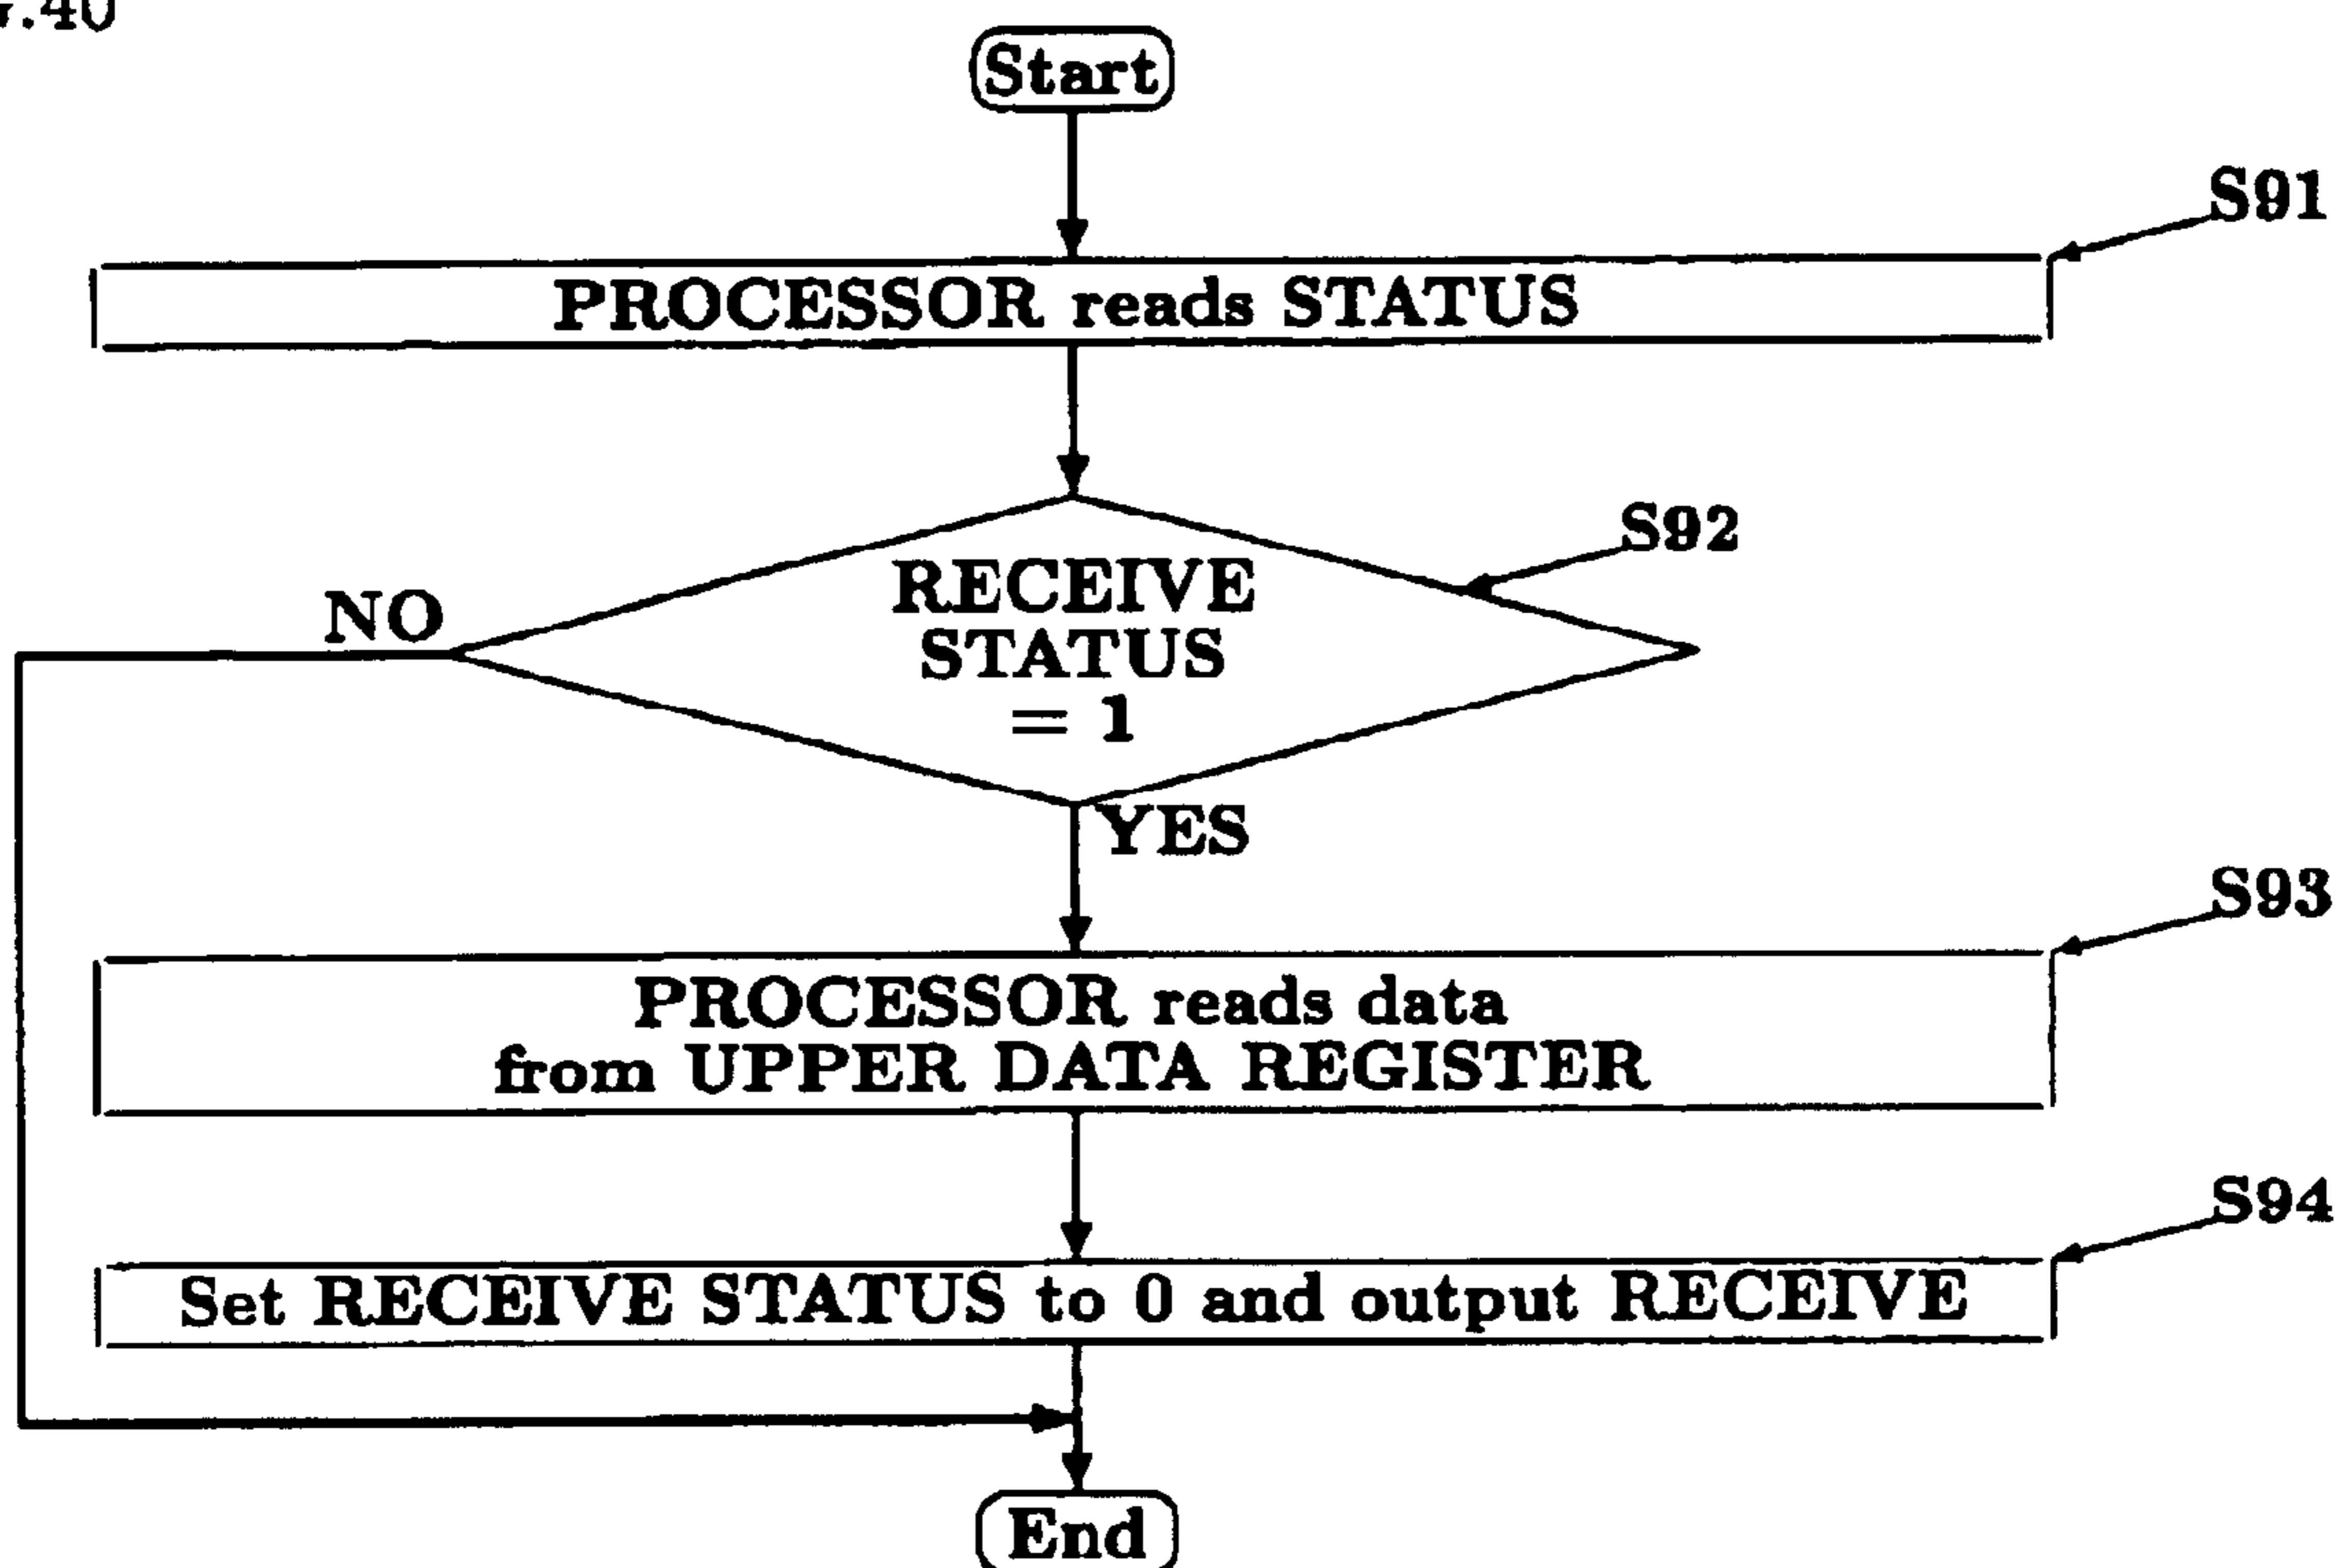 .40
Start
S91
PROCESSOR reads STATUS
S92
RECEIVE
STATUS
= 1
NO
YES
S93
PROCESSOR reads data
from UPPER DATA REGISTER
S94
Set RECEIVE STATUS to 0 and output RECEIVE
End